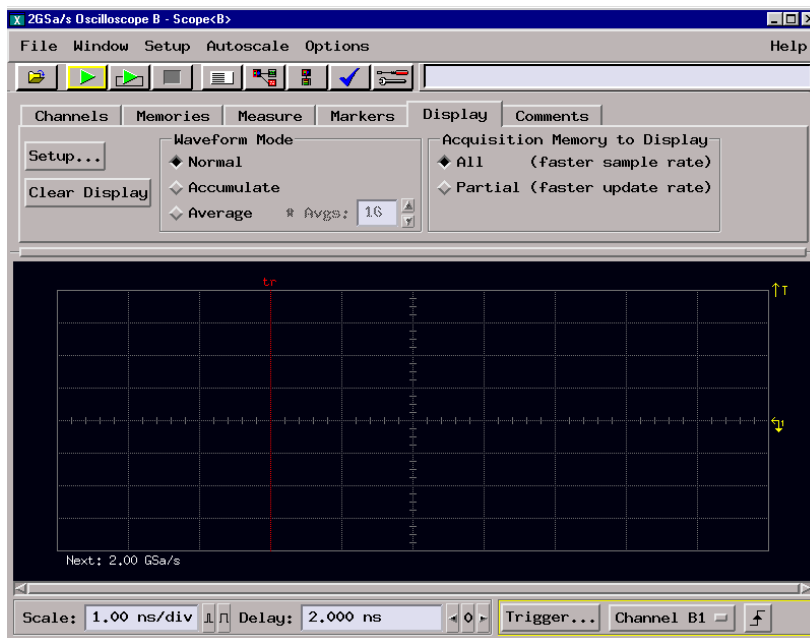 2GSa/s Oscilloscope B - Scope<B>
File Window Setup Autoscale Options Help
Channels Memories Measure Markers Display Comments
Setup...
Clear Display
Waveform Mode
Normal
Accumulate
Average # Avgs: 16
Acquisition Memory to Display
All (faster sample rate)
Partial (faster update rate)
tr
T
1
Next: 2.00 GSa/s
Scale: 1.00 ns/div Delay: 2.000 ns 0 Trigger... Channel B1